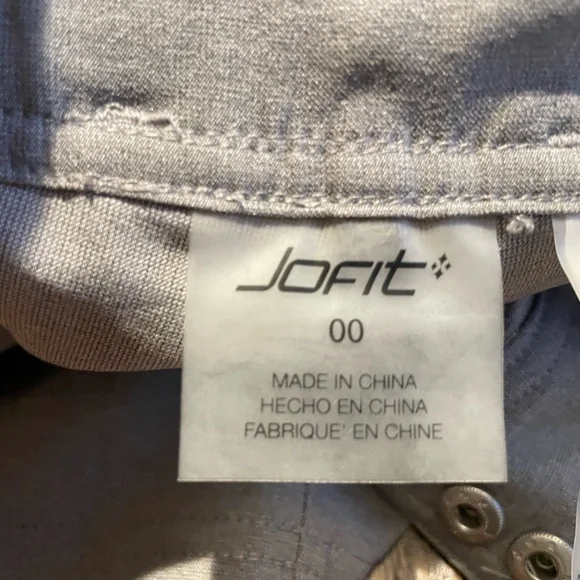 JOFIT
00
MADE IN CHINA
HECHO EN CHINA
FABRIQUE' EN CHINE